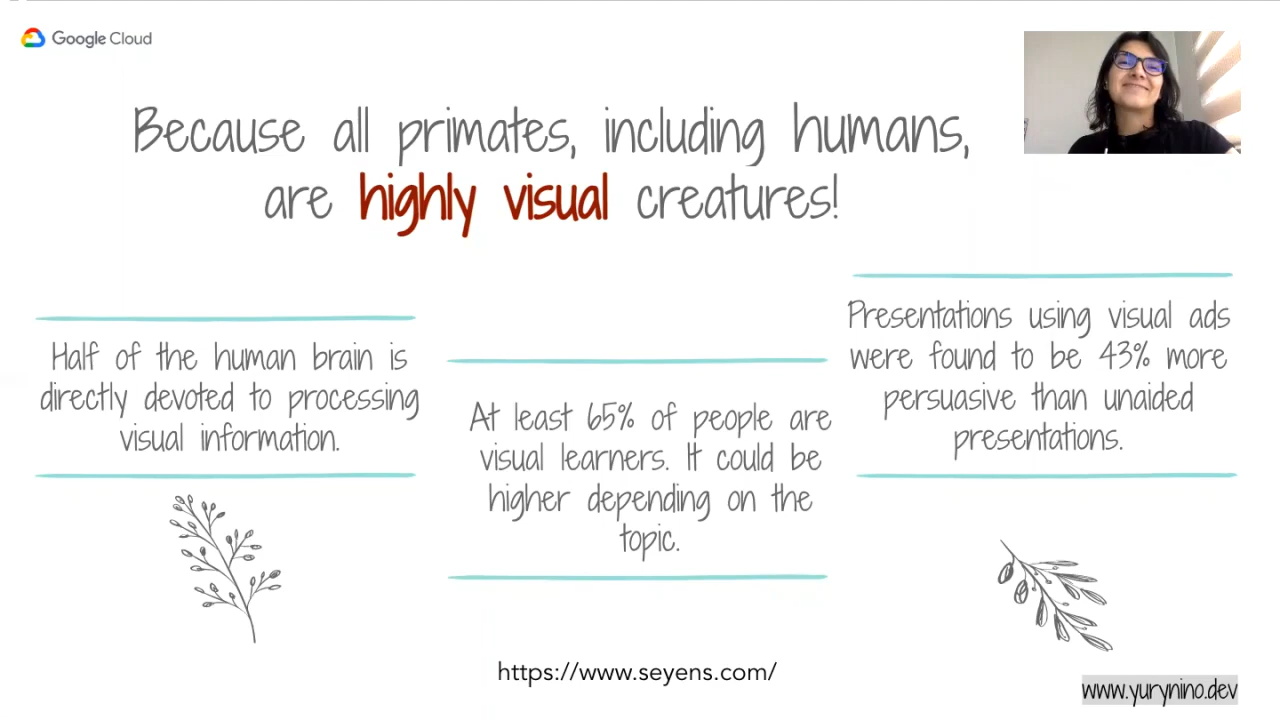 Google Cloud
Because all primates, including humans,
are highly visual creatures!
Half of the human brain is
directly devoted to processing
visual information.
At least 65% of people are
visual learners. It could be
higher depending on the
topic.
Presentations using visual ads
were found to be 43% more
persuasive than unaided
presentations.
https://www.seyens.com/
www.yurynino.dev